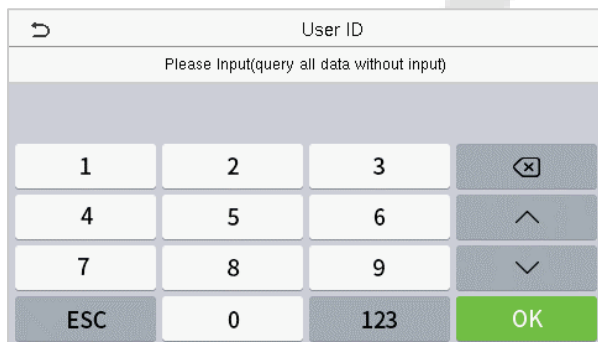 User ID
Please Input(query all data without input)
1 2 3
4 5 6
7 8 9
ESC 0 123 OK